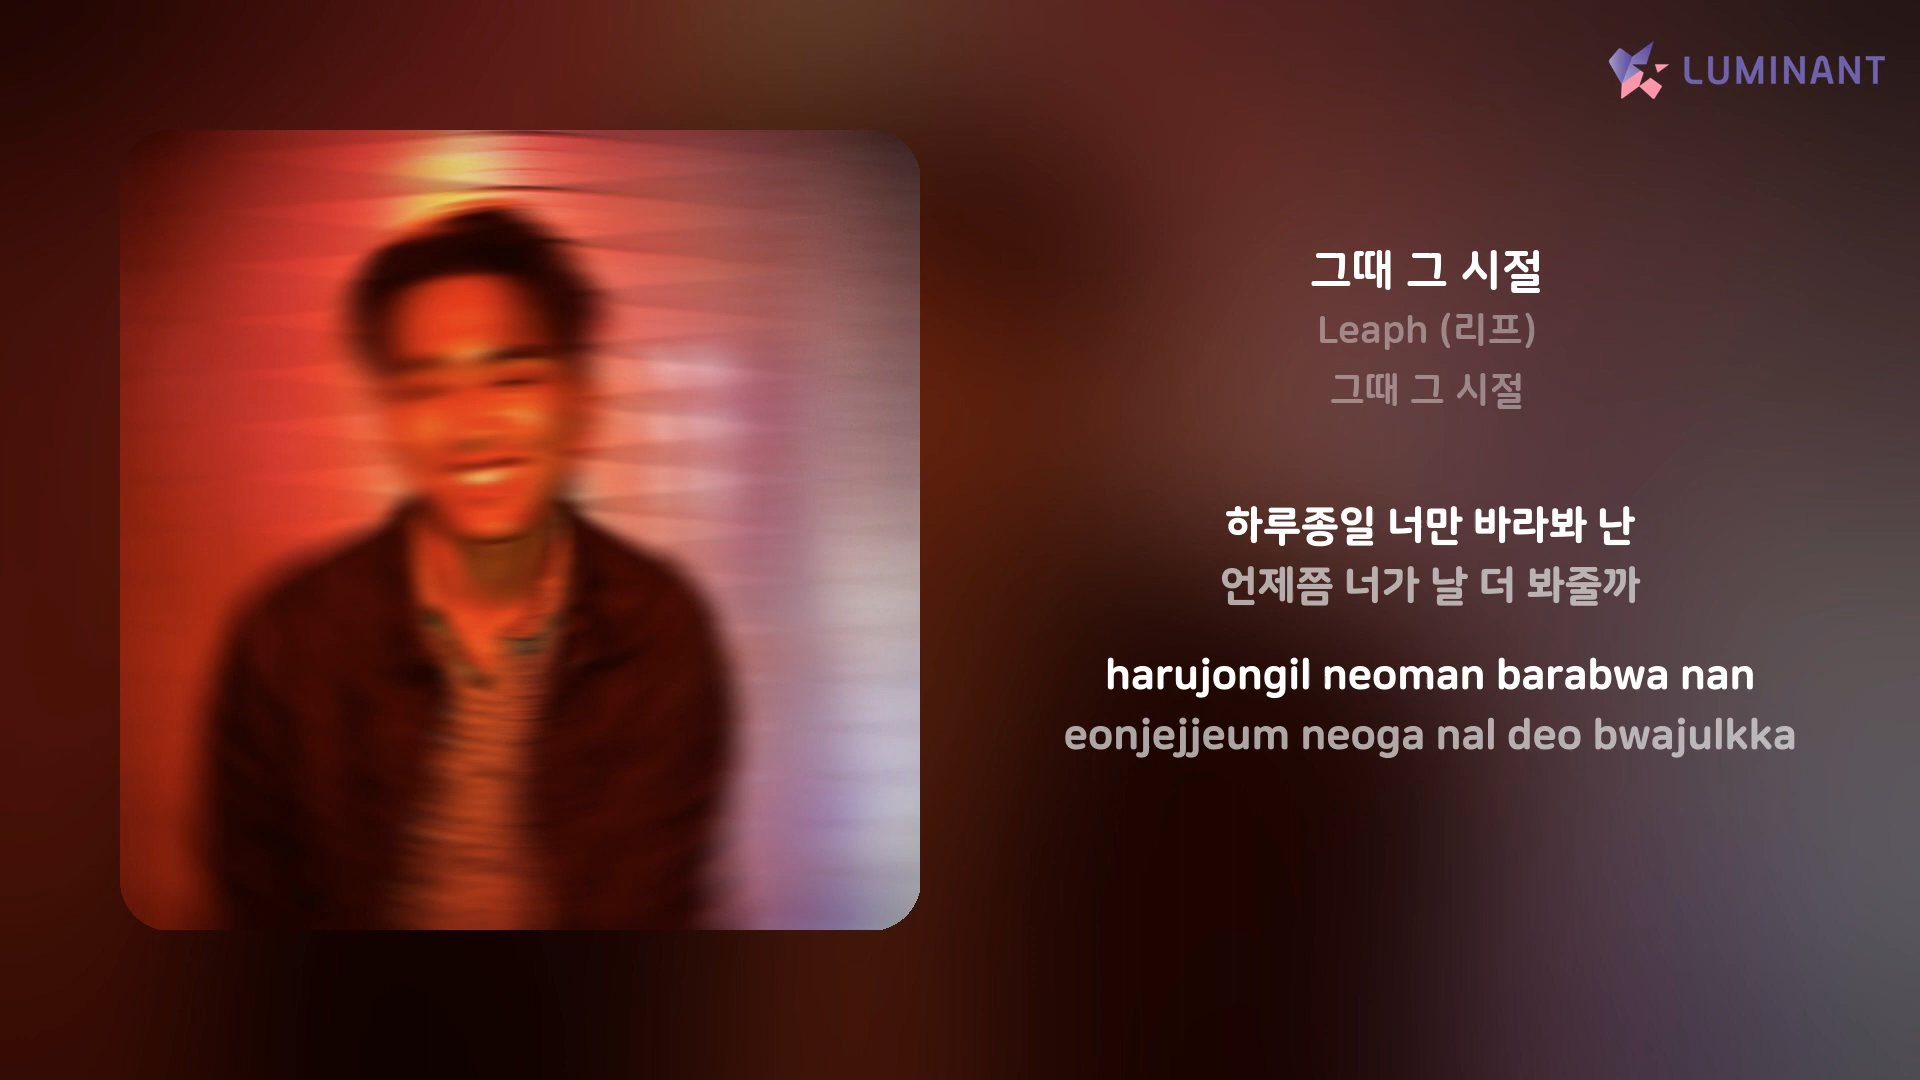 LUMINANT
그때 그 시절
Leaph (리프)
그때 그 시절
하루종일 너만 바라봐 난
언제쯤 너가 날 더 봐줄까
harujongil neoman barabwa nan
eonjejjeum neoga nal deo bwajulkka